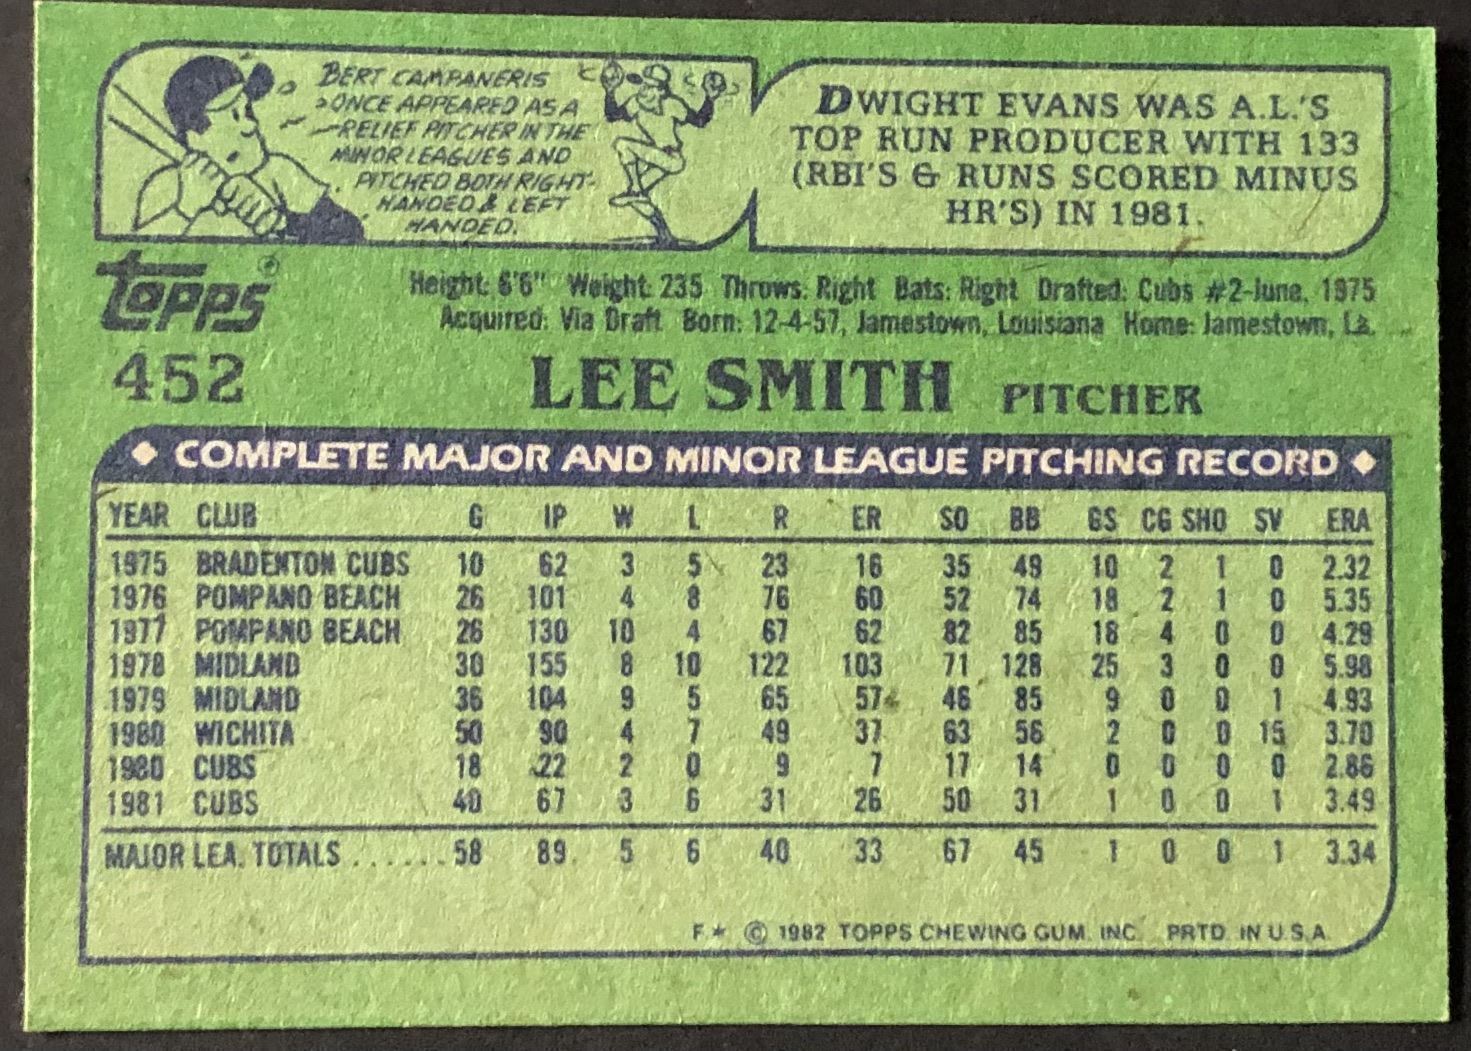 BERT CAMPANERIS
ONCE APPEARED AS A
RELIEF PITCHER IN THE
MINOR LEAGUES AND
PITCHED BOTH RIGHT-
HANDED & LEFT
HANDED.
DWIGHT EVANS WAS A.L.'S
TOP RUN PRODUCER WITH 133
(RBI'S & RUNS SCORED MINUS
HR'S) IN 1981.
TOPPS ®
Height: 6'6" Weight: 235 Throws: Right Bats: Right Drafted: Cubs #2-June, 1975
Acquired: Via Draft Born: 12-4-57, Jamestown, Louisiana Home: Jamestown, La.
452 LEE SMITH PITCHER
COMPLETE MAJOR AND MINOR LEAGUE PITCHING RECORD
YEAR CLUB G IP W L R ER SO BB GS CG SHO SV ERA
1975 BRADENTON CUBS 10 62 3 5 23 16 35 49 10 2 1 0 2.32
1976 POMPANO BEACH 26 101 4 8 76 60 52 74 18 2 1 0 5.35
1977 POMPANO BEACH 26 130 10 4 67 62 82 85 18 4 0 0 4.29
1978 MIDLAND 30 155 8 10 122 103 71 128 25 3 0 0 5.98
1979 MIDLAND 36 104 9 5 65 57 46 85 9 0 0 1 4.93
1980 WICHITA 50 90 4 7 49 37 63 56 2 0 0 15 3.70
1980 CUBS 18 22 2 0 9 7 17 14 0 0 0 0 2.86
1981 CUBS 40 67 3 6 31 26 50 31 1 0 0 1 3.49
MAJOR LEA. TOTALS ...... 58 89 5 6 40 33 67 45 1 0 0 1 3.34
F* © 1982 TOPPS CHEWING GUM, INC. PRTD. IN U.S.A.